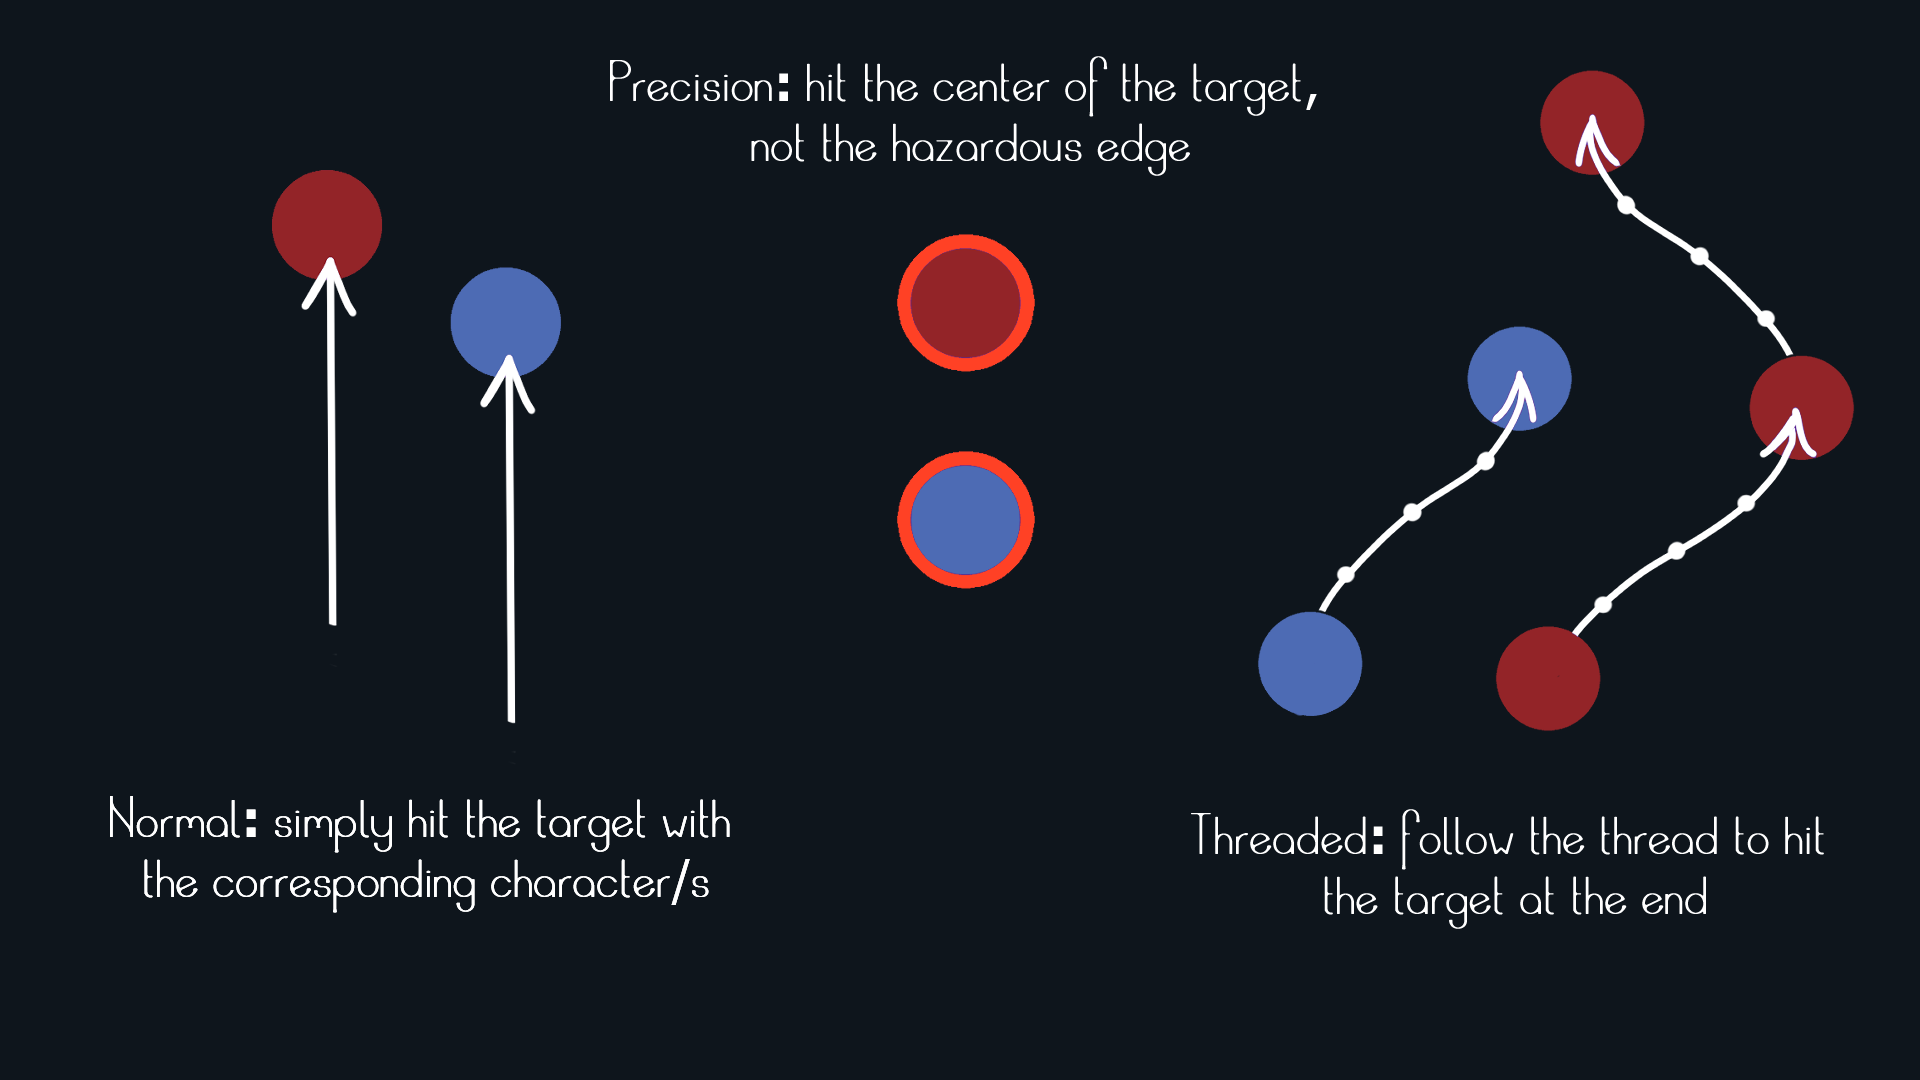 Precision: hit the center of the target,
not the hazardous edge
Normal: simply hit the target with
the corresponding character/s
Threaded: follow the thread to hit
the target at the end